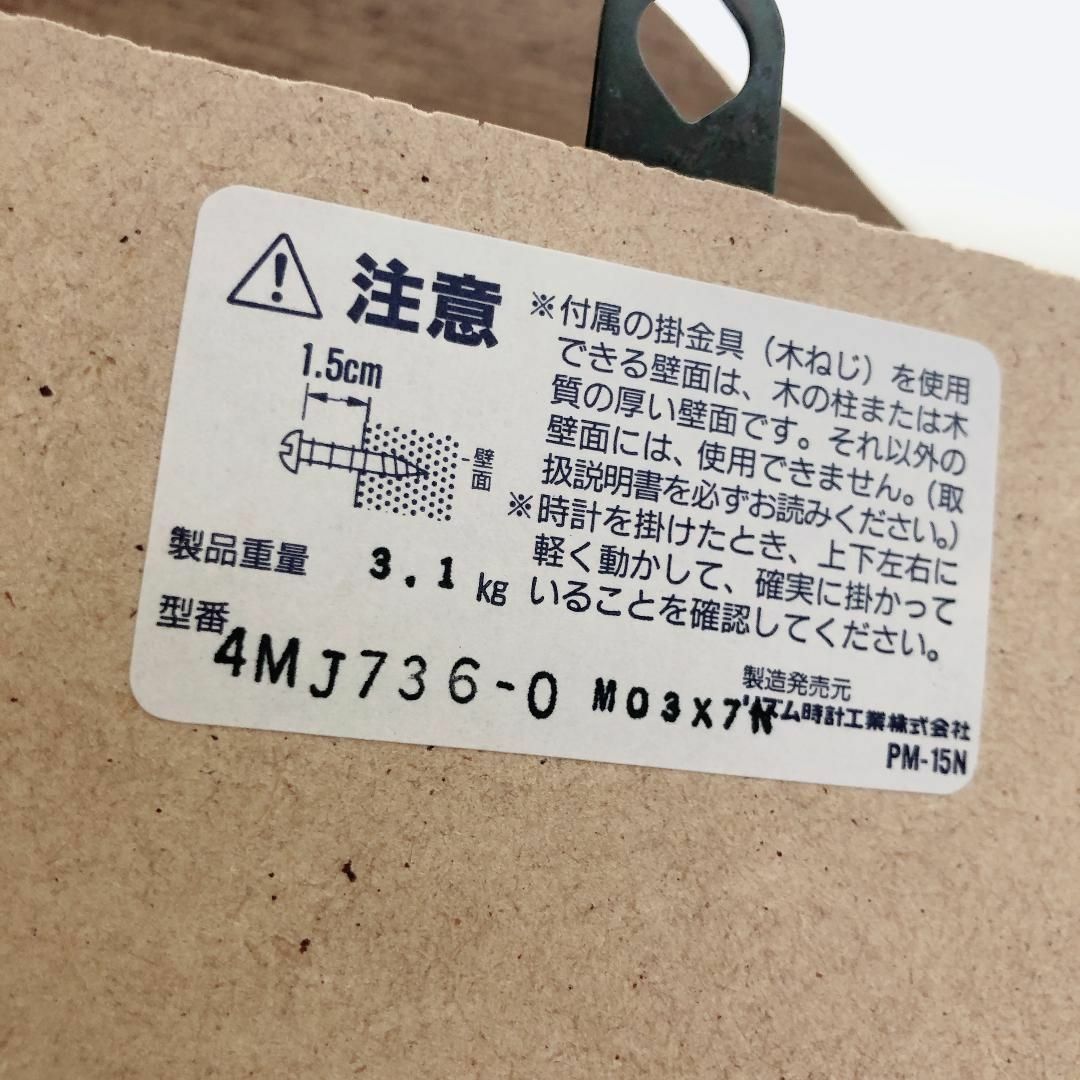 注意
1.5cm
壁面
※付属の掛金具（木ねじ）を使用
できる壁面は、木の柱または木
質の厚い壁面です。それ以外の
壁面には、使用できません。（取
扱説明書を必ずお読みください。）
※時計を掛けたとき、上下左右に
軽く動かして、確実に掛かって
いることを確認してください。
製品重量 3.1 kg
型番 4MJ736-0 M03X7N
製造発売元
ズム時計工業株式会社
PM-15N